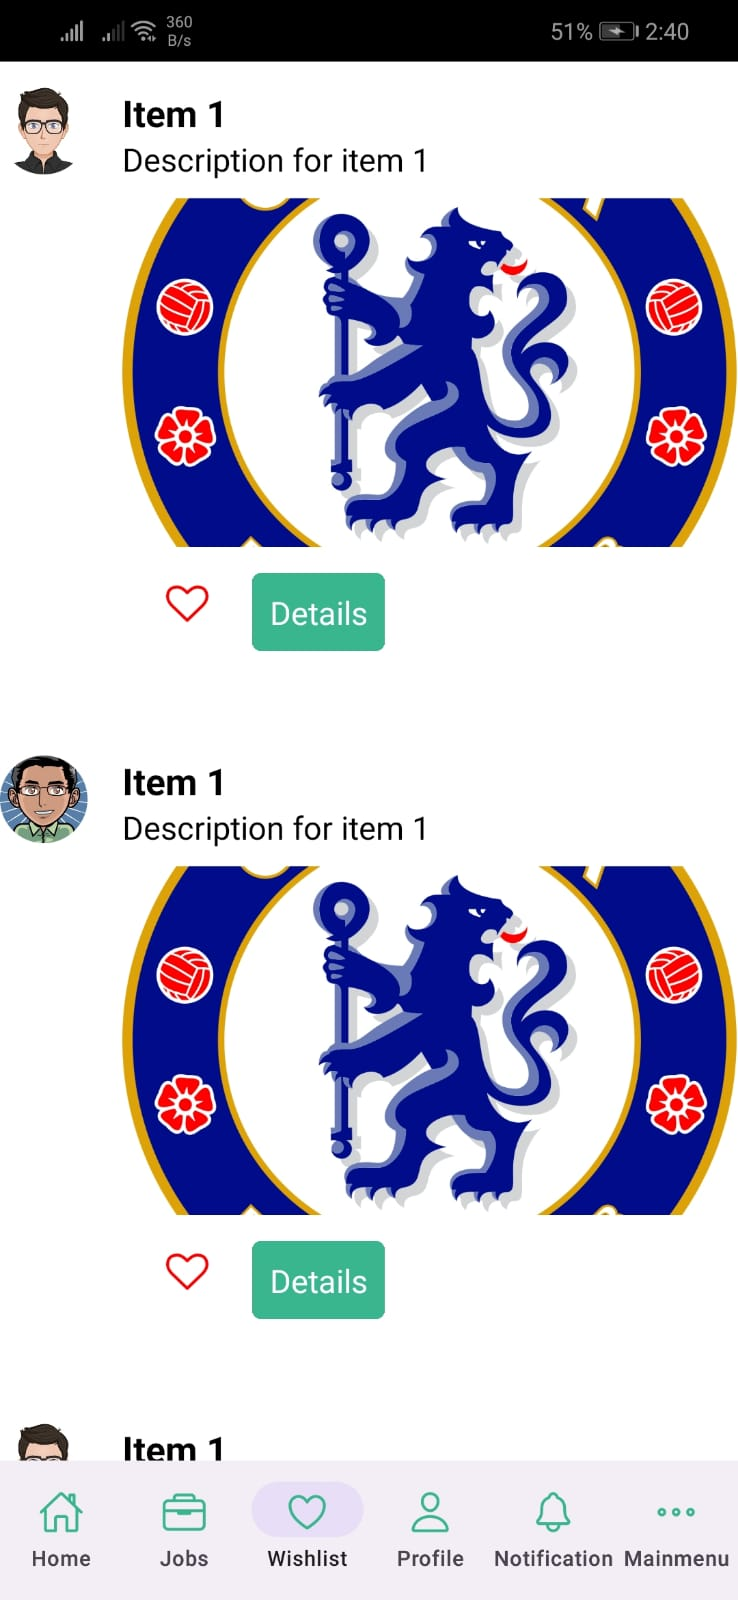 360
B/s
51% 2:40
Item 1
Description for item 1
Details
Item 1
Description for item 1
Details
Item 1
Home Jobs Wishlist Profile Notification Mainmenu